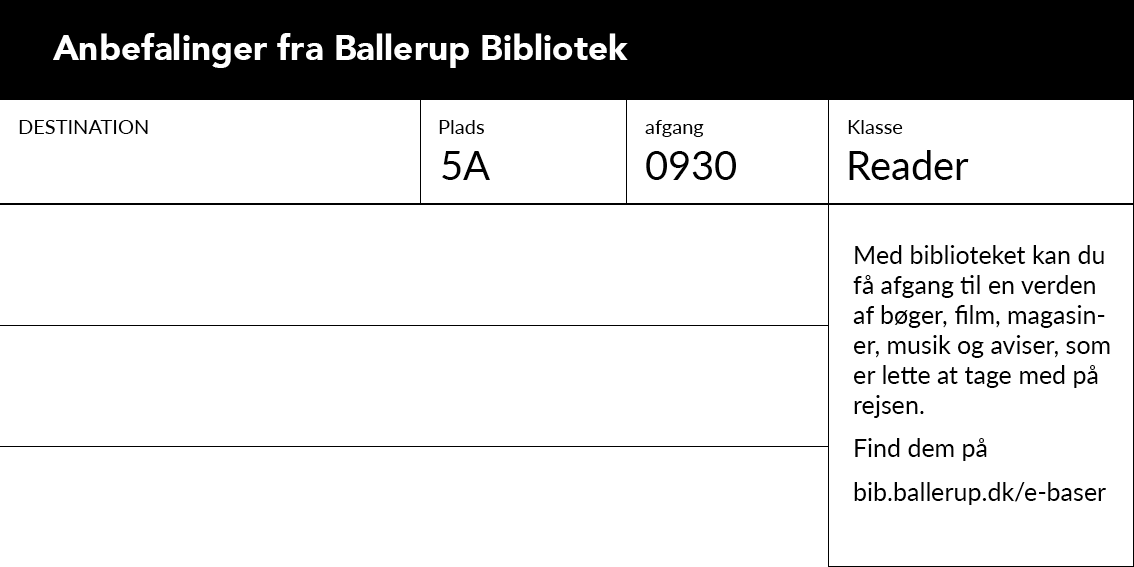 Anbefalinger fra Ballerup Bibliotek
DESTINATION
Plads
5A
afgang
0930
Klasse
Reader
Med biblioteket kan du
få afgang til en verden
af bøger, film, magasin-
er, musik og aviser, som
er lette at tage med på
rejsen.
Find dem på
bib.ballerup.dk/e-baser